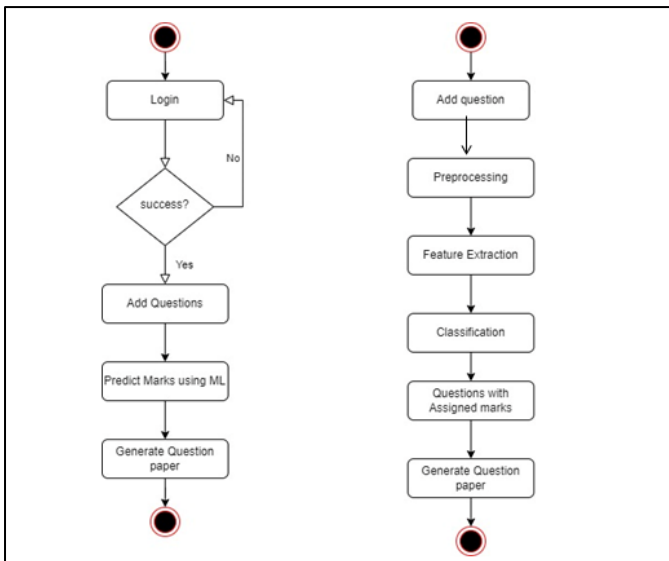 Login
No
success?
Yes
Add Questions
Predict Marks using ML
Generate Question
paper
Add question
Preprocessing
Feature Extraction
Classification
Questions with
Assigned marks
Generate Question
paper